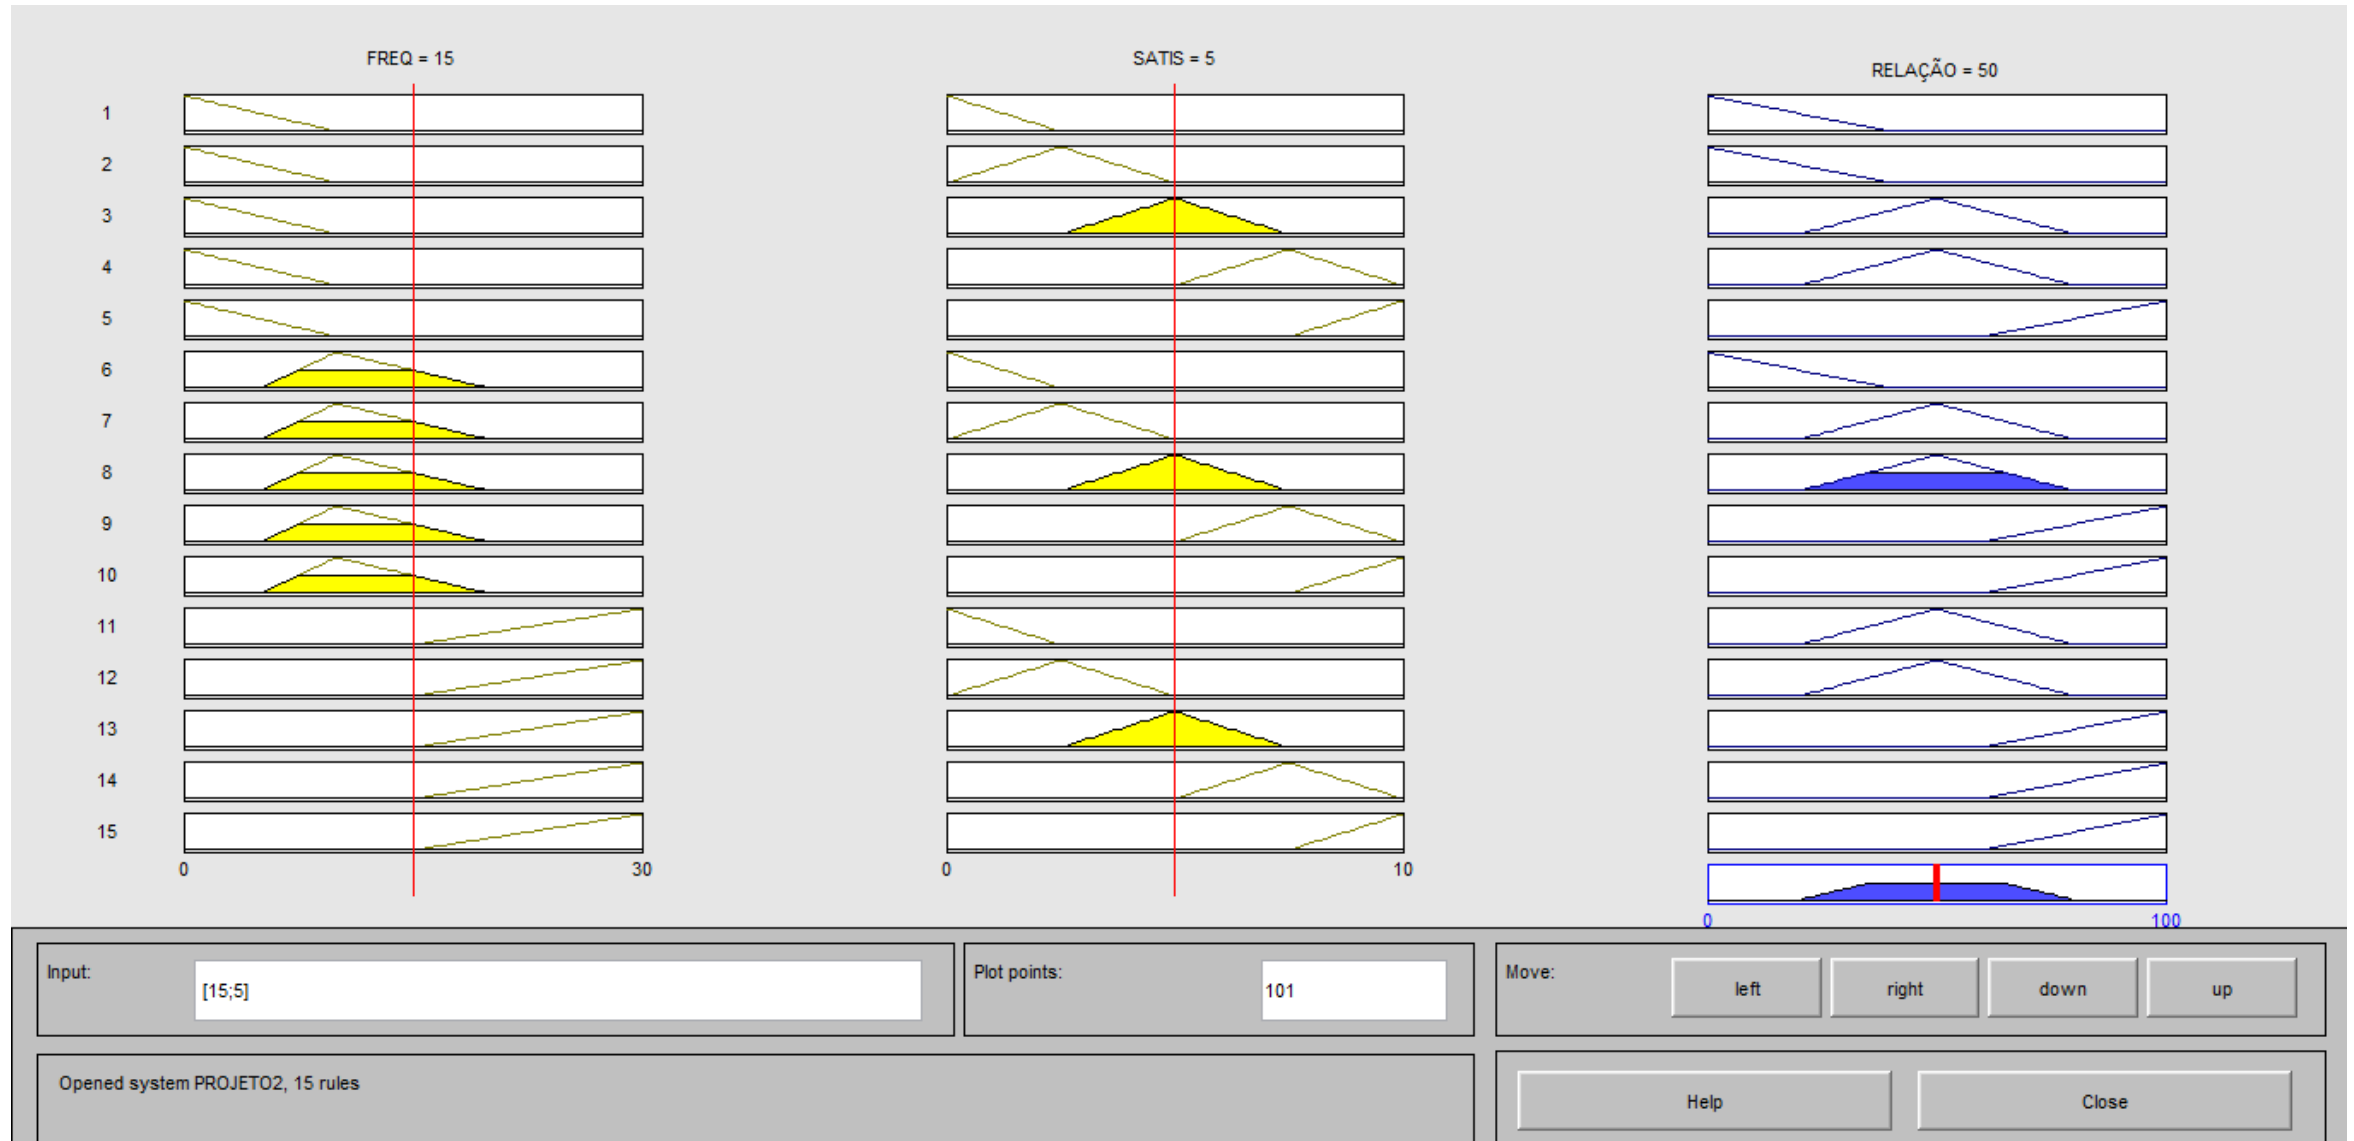 FREQ = 15
SATIS = 5
RELAÇÃO = 50
1
2
3
4
5
6
7
8
9
10
11
12
13
14
15
0 30 0 10
0 100
Input: [15;5] Plot points: 101 Move: left right down up
Opened system PROJETO2, 15 rules
Help Close